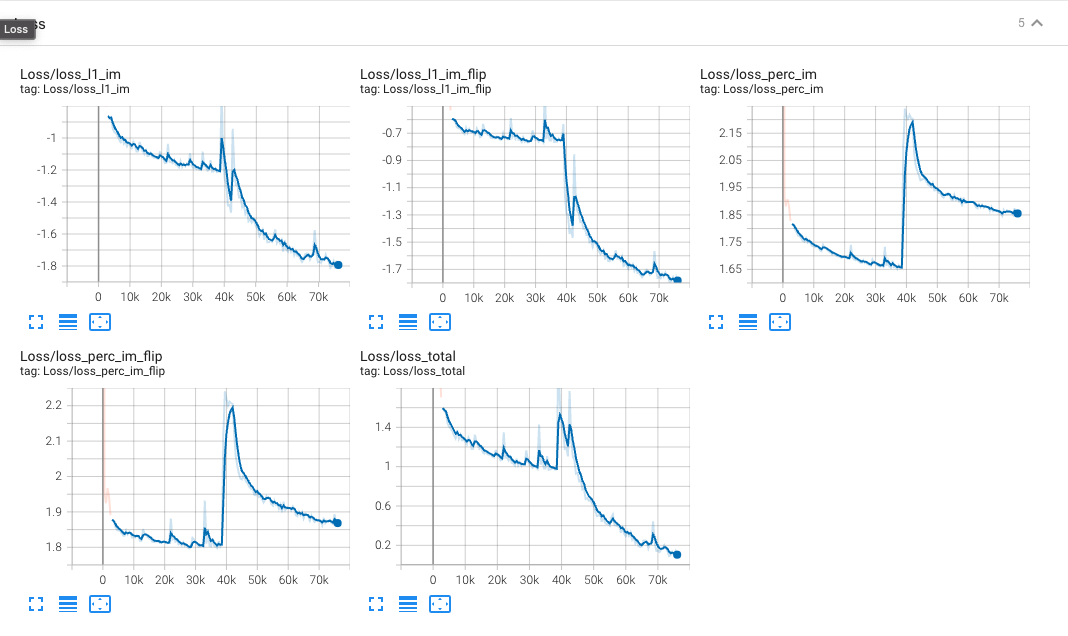 Loss
5
Loss/loss_l1_im
tag: Loss/loss_l1_im
-1
-1.2
-1.4
-1.6
-1.8
0 10k 20k 30k 40k 50k 60k 70k
Loss/loss_l1_im_flip
tag: Loss/loss_l1_im_flip
-0.7
-0.9
-1.1
-1.3
-1.5
-1.7
0 10k 20k 30k 40k 50k 60k 70k
Loss/loss_perc_im
tag: Loss/loss_perc_im
2.15
2.05
1.95
1.85
1.75
1.65
0 10k 20k 30k 40k 50k 60k 70k
Loss/loss_perc_im_flip
tag: Loss/loss_perc_im_flip
2.2
2.1
2
1.9
1.8
0 10k 20k 30k 40k 50k 60k 70k
Loss/loss_total
tag: Loss/loss_total
1.4
1
0.6
0.2
0 10k 20k 30k 40k 50k 60k 70k